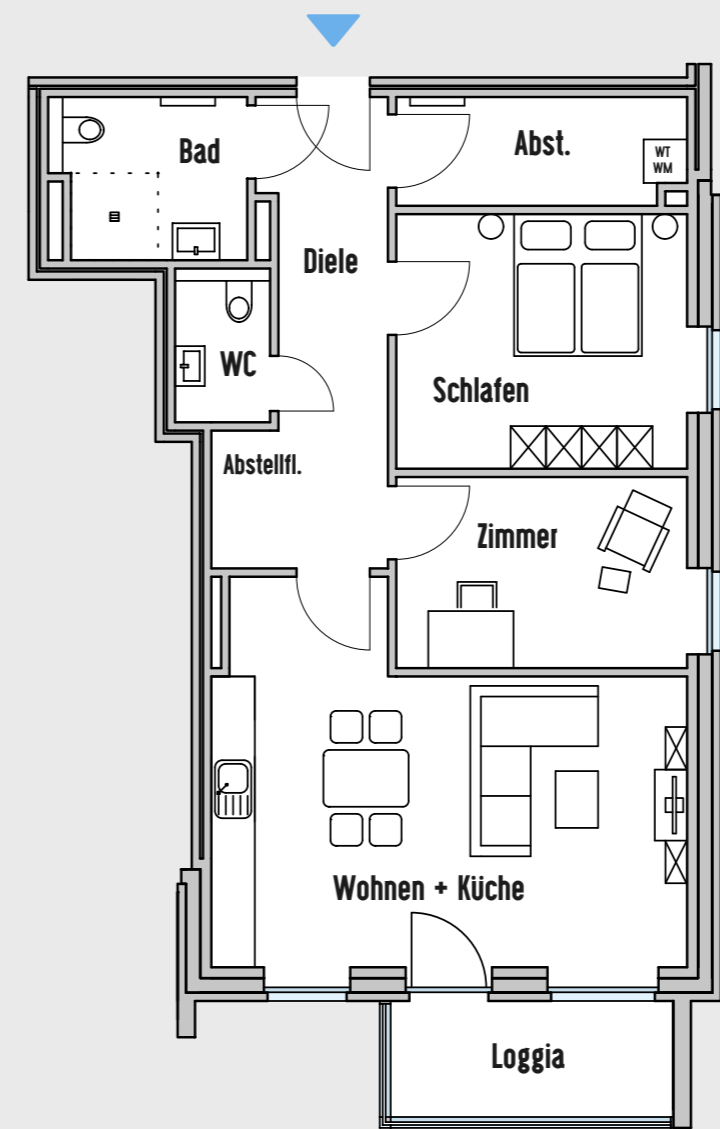 Bad
Abst.
WT
WM
Diele
WC
Schlafen
Abstellfl.
Zimmer
Wohnen + Küche
Loggia